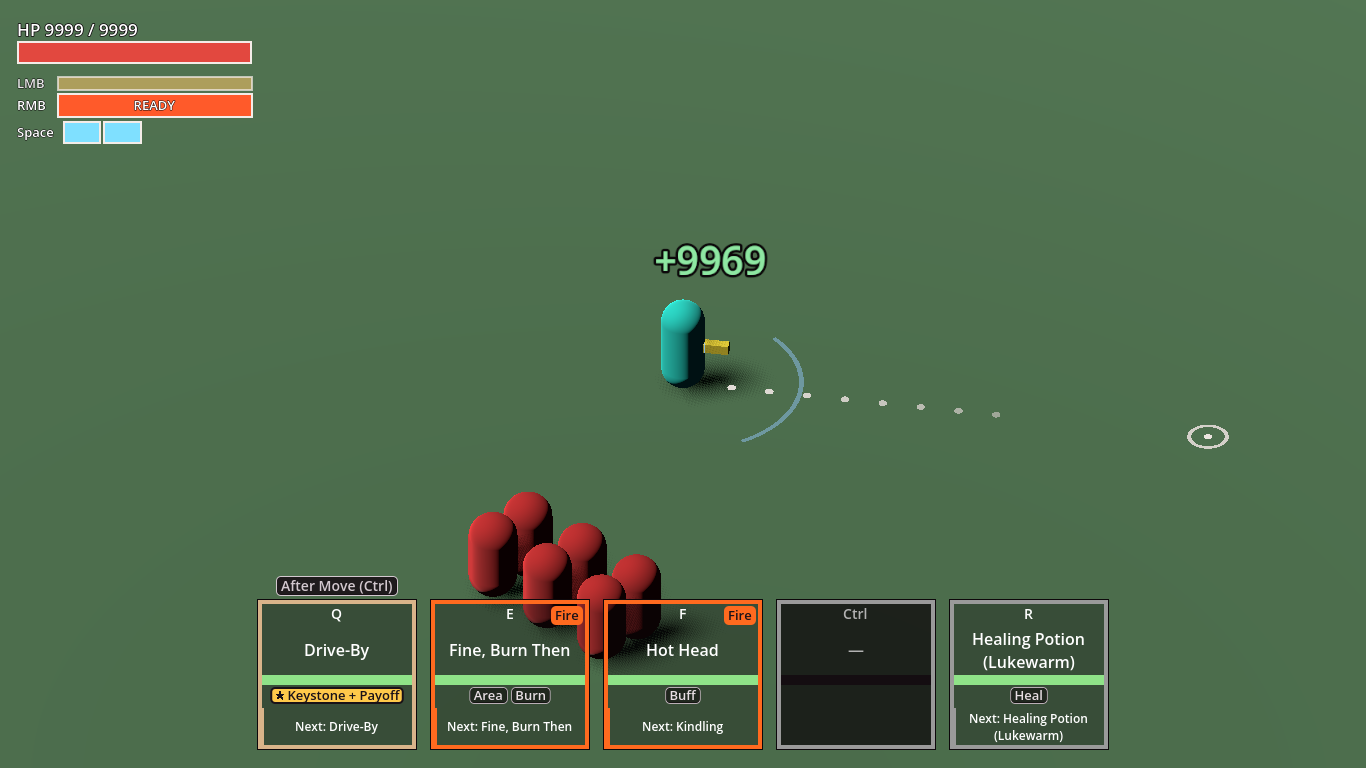 HP 9999 / 9999
LMB
RMB READY
Space
+9969
After Move (Ctrl)
Q
Drive-By
★ Keystone + Payoff
Next: Drive-By
E Fire
Fine, Burn Then
Area Burn
Next: Fine, Burn Then
F Fire
Hot Head
Buff
Next: Kindling
Ctrl
—
R
Healing Potion
(Lukewarm)
Heal
Next: Healing Potion
(Lukewarm)